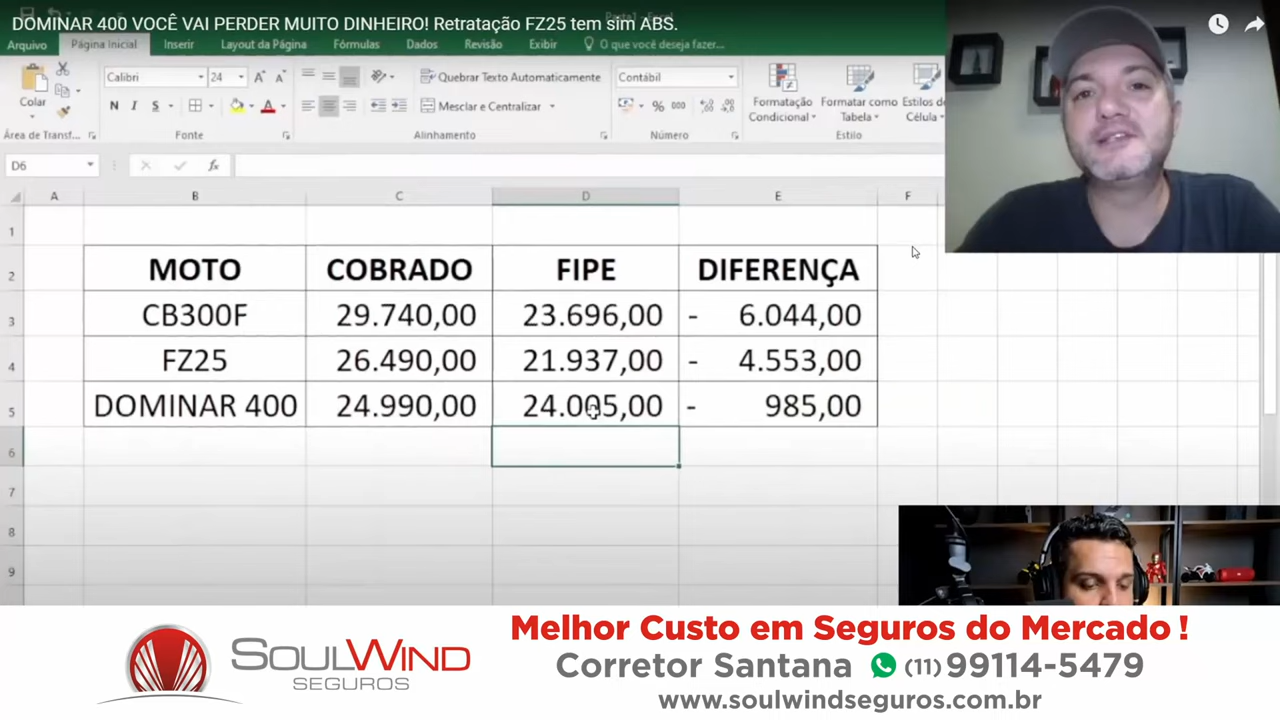 DOMINAR 400 VOCÊ VAI PERDER MUITO DINHEIRO! Retratação FZ25 tem sim ABS.
Arquivo Página Inicial Inserir Layout da Página Fórmulas Dados Revisão Exibir O que você deseja fazer...
Colar Calibri 24 Quebrar Texto Automaticamente Contábil
N I S Mesclar e Centralizar % 000 Formatação Condicional Formatar como Tabela Estilos de Célula
Área de Transf... Fonte Alinhamento Número Estilo
D6 fx
A B C D E F
1
2 MOTO COBRADO FIPE DIFERENÇA
3 CB300F 29.740,00 23.696,00 - 6.044,00
4 FZ25 26.490,00 21.937,00 - 4.553,00
5 DOMINAR 400 24.990,00 24.005,00 - 985,00
6
7
8
9
SOULWIND
SEGUROS
Melhor Custo em Seguros do Mercado !
Corretor Santana (11) 99114-5479
www.soulwindseguros.com.br